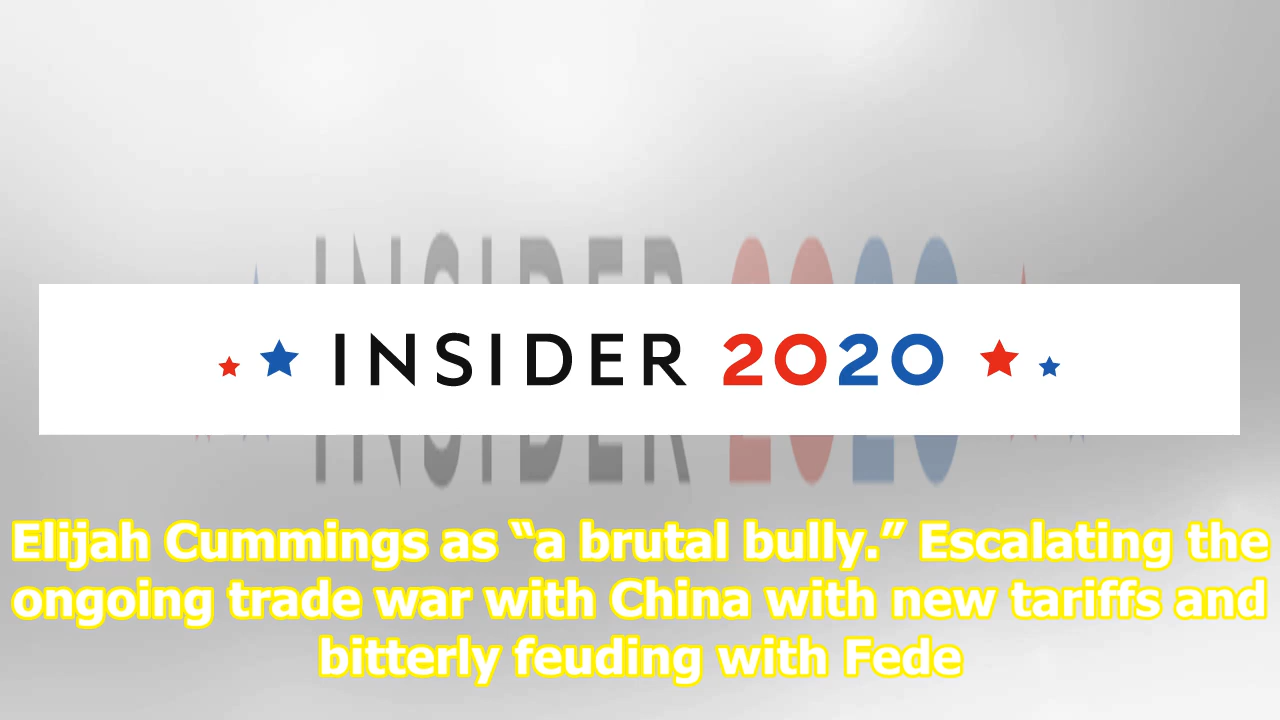 INSIDER 2020
Elijah Cummings as “a brutal bully.” Escalating the
ongoing trade war with China with new tariffs and
bitterly feuding with Fede